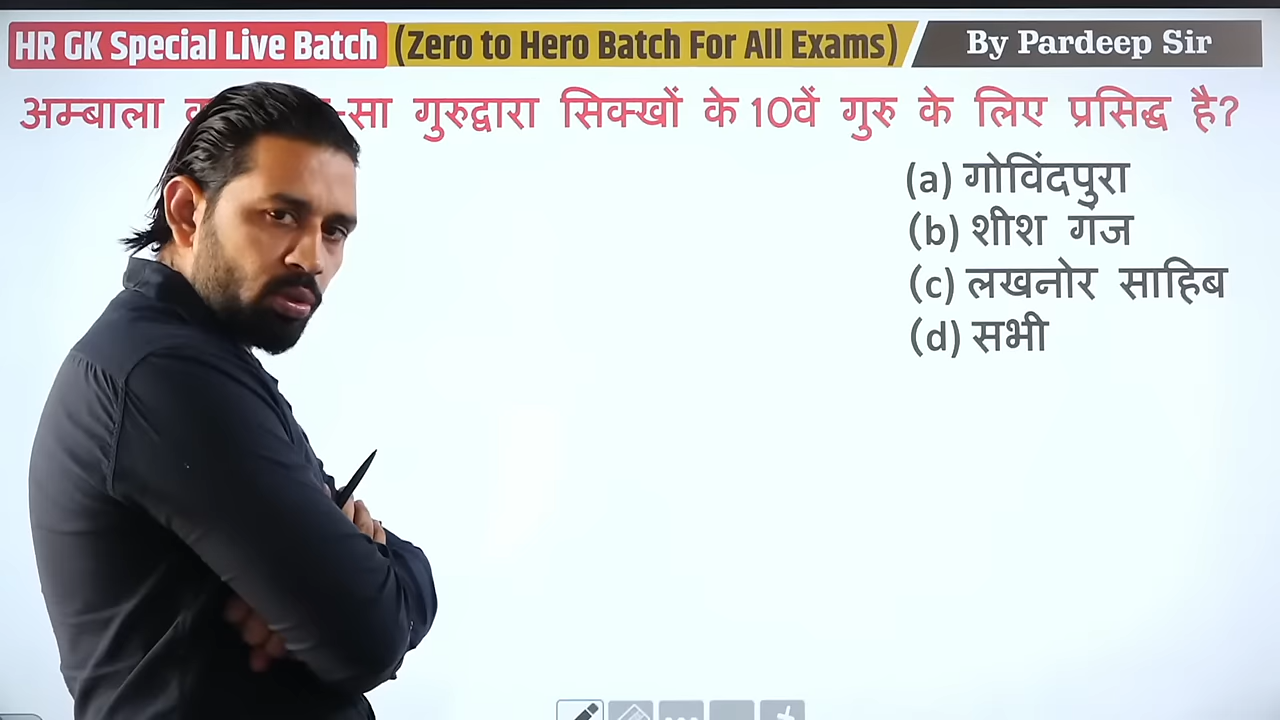 HR GK Special Live Batch (Zero to Hero Batch For All Exams) By Pardeep Sir
अम्बाला सा गुरुद्वारा सिक्खों के 10वें गुरु के लिए प्रसिद्ध है?
(a) गोविंदपुरा
(b) शीश गंज
(c) लखनोर साहिब
(d) सभी